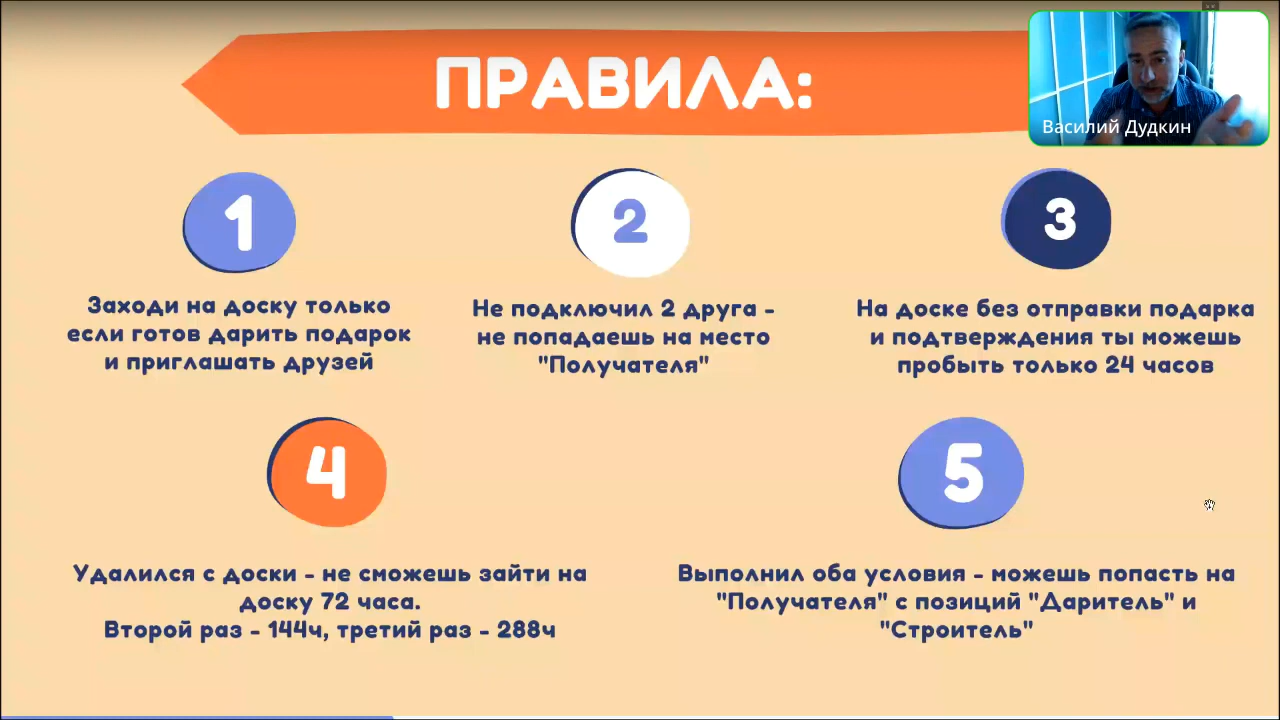 ПРАВИЛА:
Василий Дудкин
1
2
3
Заходи на доску только
если готов дарить подарок
и приглашать друзей
Не подключил 2 друга -
не попадаешь на место
"Получателя"
На доске без отправки подарка
и подтверждения ты можешь
пробыть только 24 часов
4
5
Удалился с доски - не сможешь зайти на
доску 72 часа.
Второй раз - 144ч, третий раз - 288ч
Выполнил оба условия - можешь попасть на
"Получателя" с позиций "Даритель" и
"Строитель"